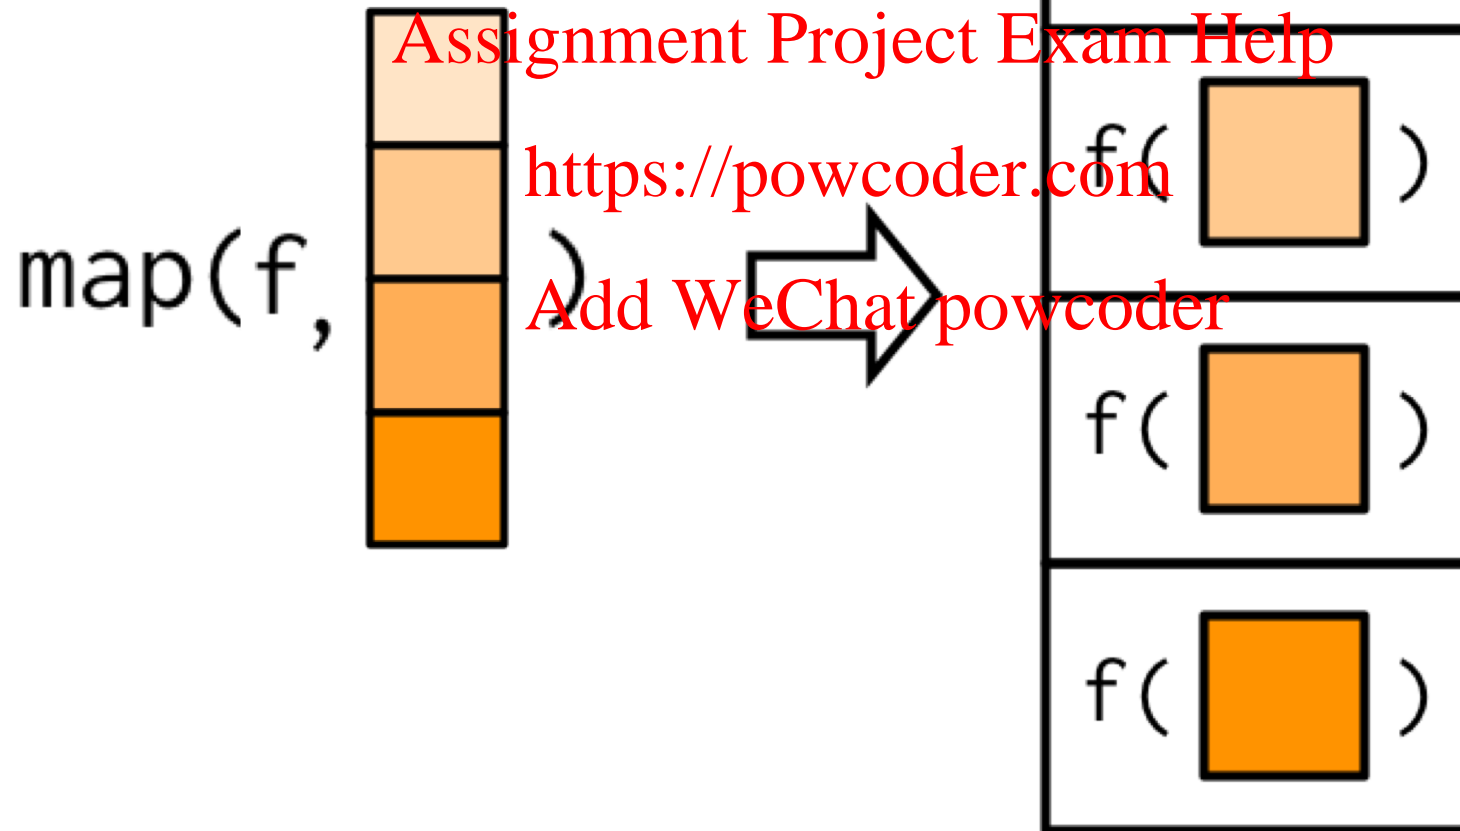 Assignment Project Exam Help
https://powcoder.com
f( )
map(f, )
Add WeChat powcoder
f( )
f( )